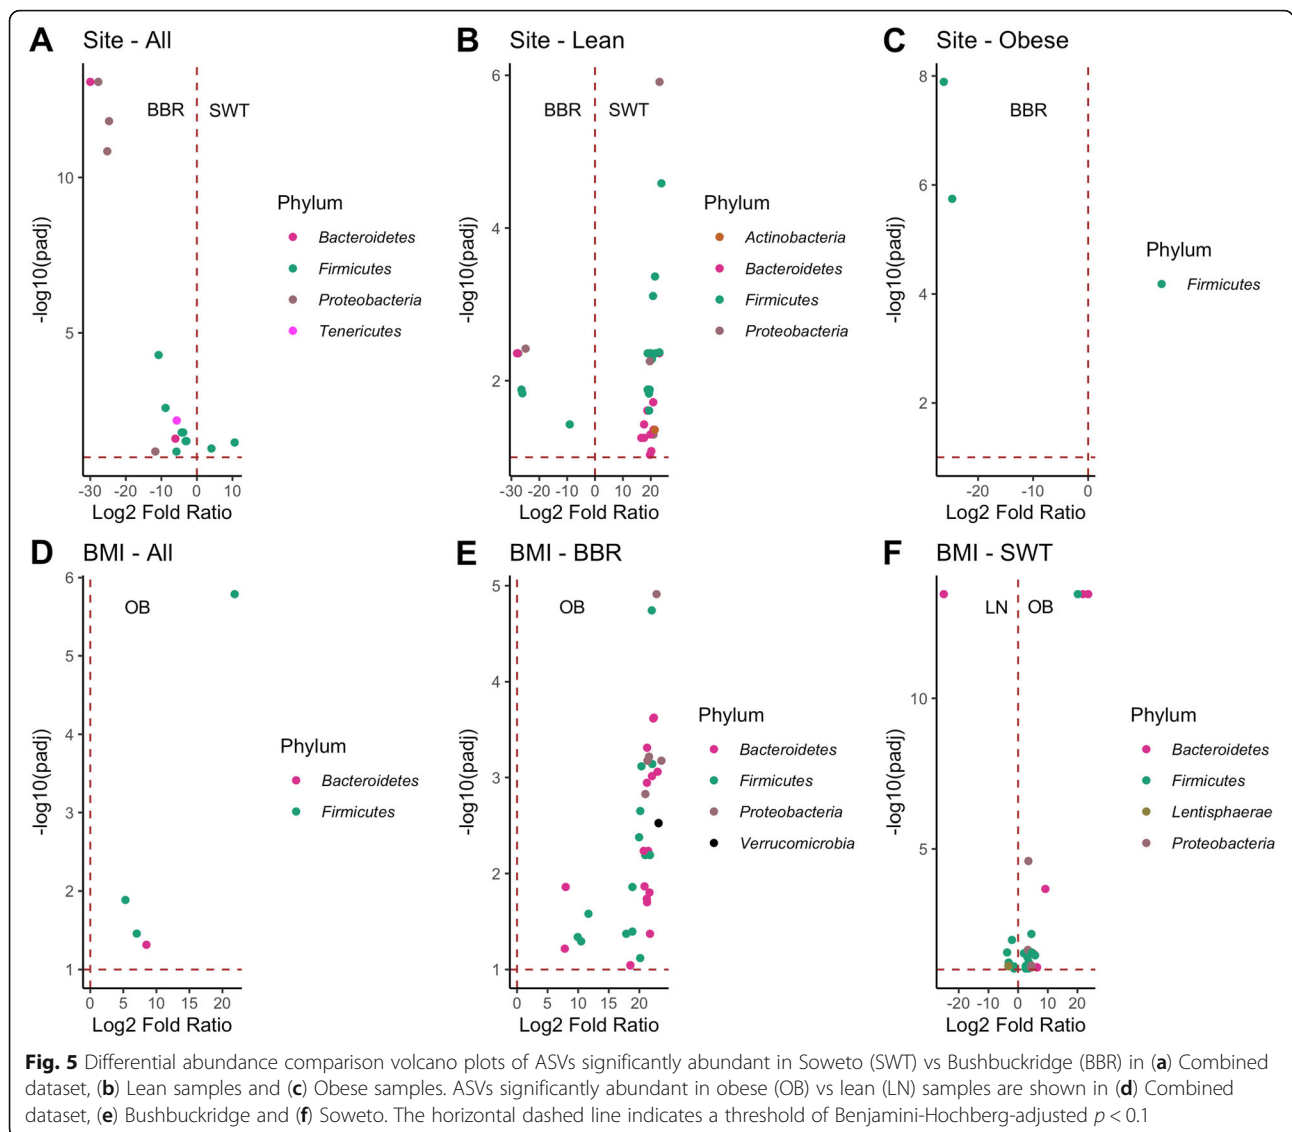 A Site - All
BBR SWT
-log10(padj)
10
5
-30 -20 -10 0 10
Log2 Fold Ratio
Phylum
Bacteroidetes
Firmicutes
Proteobacteria
Tenericutes
B Site - Lean
BBR SWT
-log10(padj)
6
4
2
-30 -20 -10 0 10 20
Log2 Fold Ratio
Phylum
Actinobacteria
Bacteroidetes
Firmicutes
Proteobacteria
C Site - Obese
BBR
-log10(padj)
8
6
4
2
-20 -10 0
Log2 Fold Ratio
Phylum
Firmicutes
D BMI - All
OB
-log10(padj)
6
5
4
3
2
1
0 5 10 15 20
Log2 Fold Ratio
Phylum
Bacteroidetes
Firmicutes
E BMI - BBR
OB
-log10(padj)
5
4
3
2
1
0 5 10 15 20
Log2 Fold Ratio
Phylum
Bacteroidetes
Firmicutes
Proteobacteria
Verrucomicrobia
F BMI - SWT
LN OB
-log10(padj)
10
5
-20 -10 0 10 20
Log2 Fold Ratio
Phylum
Bacteroidetes
Firmicutes
Lentisphaerae
Proteobacteria
Fig. 5 Differential abundance comparison volcano plots of ASVs significantly abundant in Soweto (SWT) vs Bushbuckridge (BBR) in (a) Combined
dataset, (b) Lean samples and (c) Obese samples. ASVs significantly abundant in obese (OB) vs lean (LN) samples are shown in (d) Combined
dataset, (e) Bushbuckridge and (f) Soweto. The horizontal dashed line indicates a threshold of Benjamini-Hochberg-adjusted p < 0.1